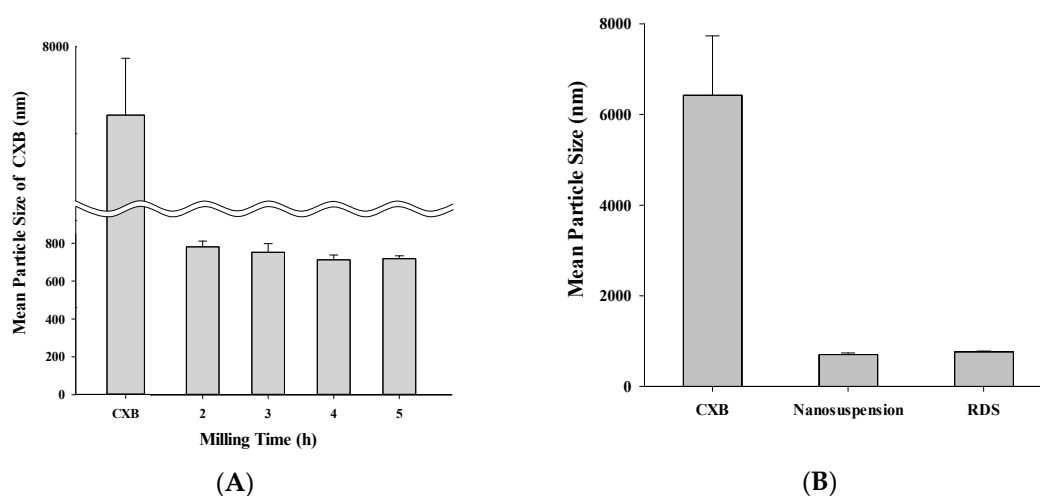 Mean Particle Size of CXB (nm)
8000
800
600
400
200
0
CXB 2 3 4 5
Milling Time (h)
(A)
Mean Particle Size (nm)
8000
6000
4000
2000
0
CXB Nanosuspension RDS
(B)